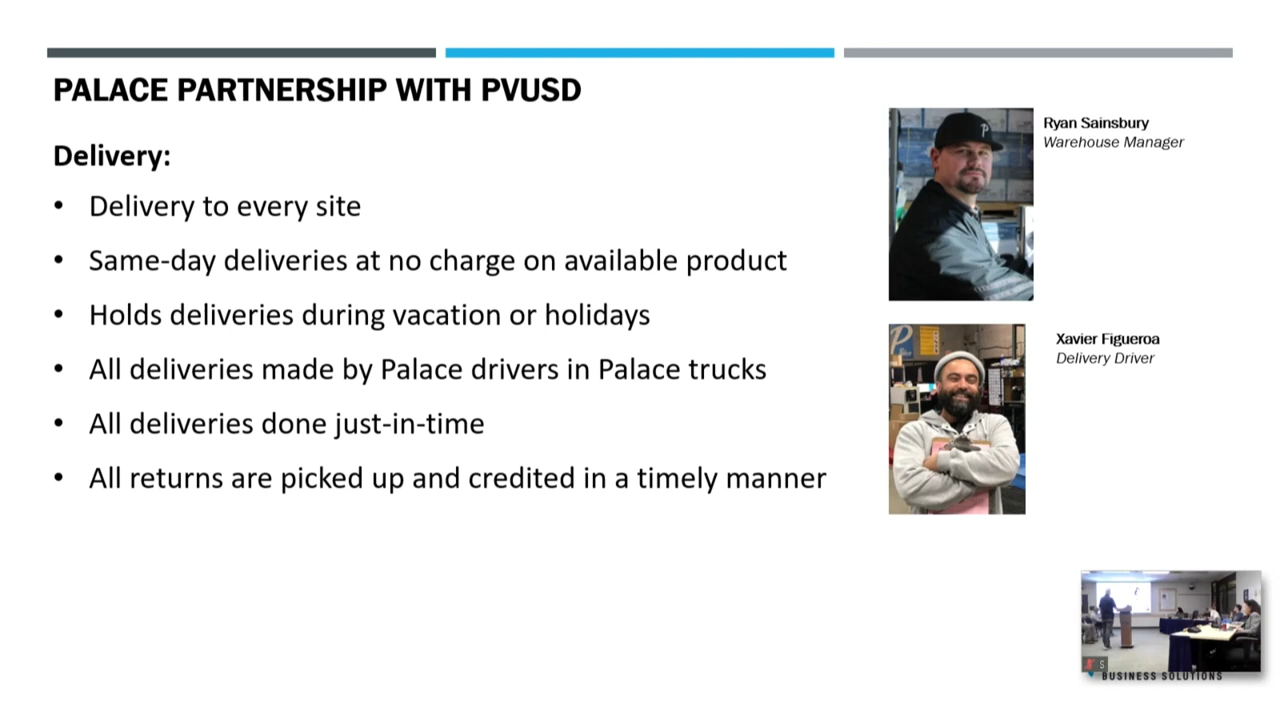 PALACE PARTNERSHIP WITH PVUSD
Delivery:
• Delivery to every site
• Same-day deliveries at no charge on available product
• Holds deliveries during vacation or holidays
• All deliveries made by Palace drivers in Palace trucks
• All deliveries done just-in-time
• All returns are picked up and credited in a timely manner
Ryan Sainsbury
Warehouse Manager
P
Xavier Figueroa
Delivery Driver
P
S
BUSINESS SOLUTIONS